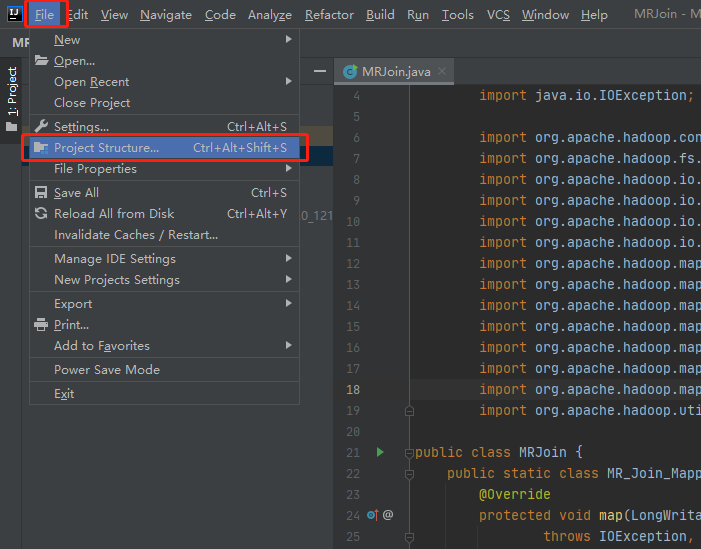 IJ File Edit View Navigate Code Analyze Refactor Build Run Tools VCS Window Help MRJoin - M
MR
1: Project
New
Open...
Open Recent
Close Project
Settings... Ctrl+Alt+S
Project Structure... Ctrl+Alt+Shift+S
File Properties
Save All Ctrl+S
Reload All from Disk Ctrl+Alt+Y
Invalidate Caches / Restart...
Manage IDE Settings
New Projects Settings
Export
Print...
Add to Favorites
Power Save Mode
Exit
0_121
MRJoin.java
4 import java.io.IOException;
5
6 import org.apache.hadoop.con
7 import org.apache.hadoop.fs.
8 import org.apache.hadoop.io.
9 import org.apache.hadoop.io.
10 import org.apache.hadoop.io.
11 import org.apache.hadoop.io.
12 import org.apache.hadoop.map
13 import org.apache.hadoop.map
14 import org.apache.hadoop.map
15 import org.apache.hadoop.map
16 import org.apache.hadoop.map
17 import org.apache.hadoop.map
18 import org.apache.hadoop.map
19 import org.apache.hadoop.uti
20
21 public class MRJoin {
22 public static class MR_Join_Mapp
23 @Override
24 @ protected void map(LongWrita
25 throws IOException,